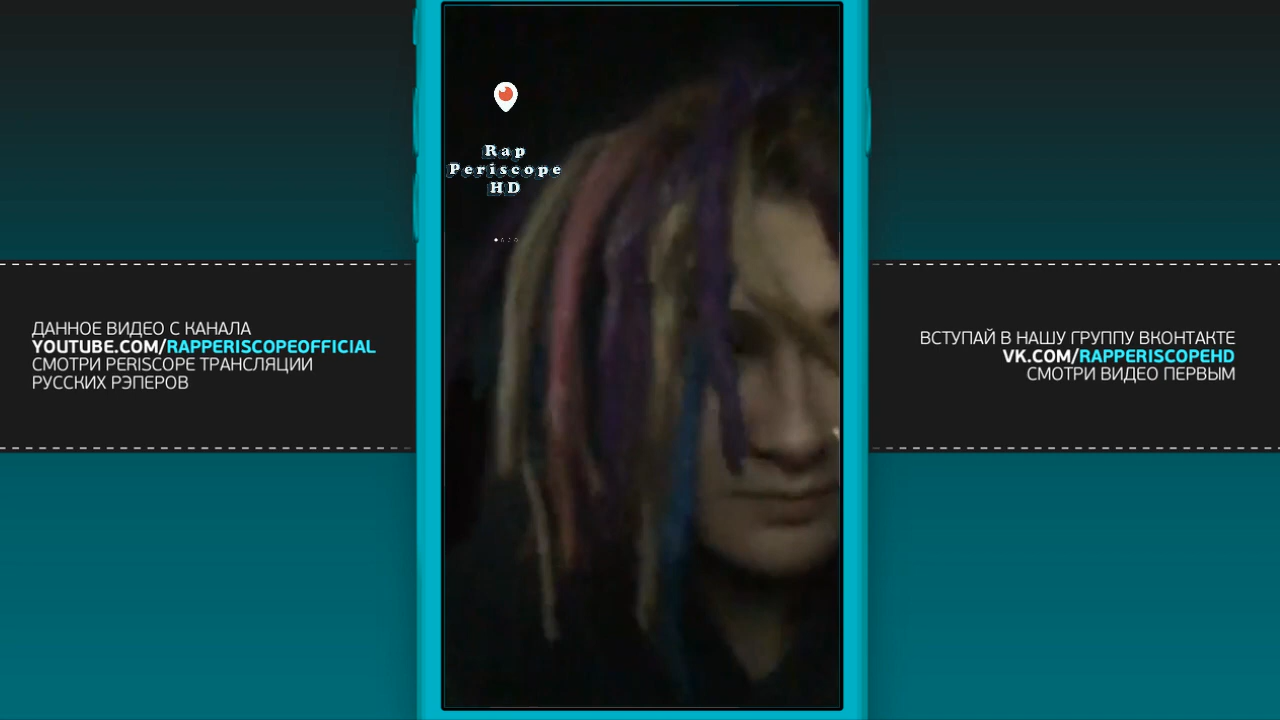 Rap
Periscope
HD
ДАННОЕ ВИДЕО С КАНАЛА
YOUTUBE.COM/RAPPERISCOPEOFFICIAL
СМОТРИ PERISCOPE ТРАНСЛЯЦИИ
РУССКИХ РЭПЕРОВ
ВСТУПАЙ В НАШУ ГРУППУ ВКОНТАКТЕ
VK.COM/RAPPERISCOPEHD
СМОТРИ ВИДЕО ПЕРВЫМ